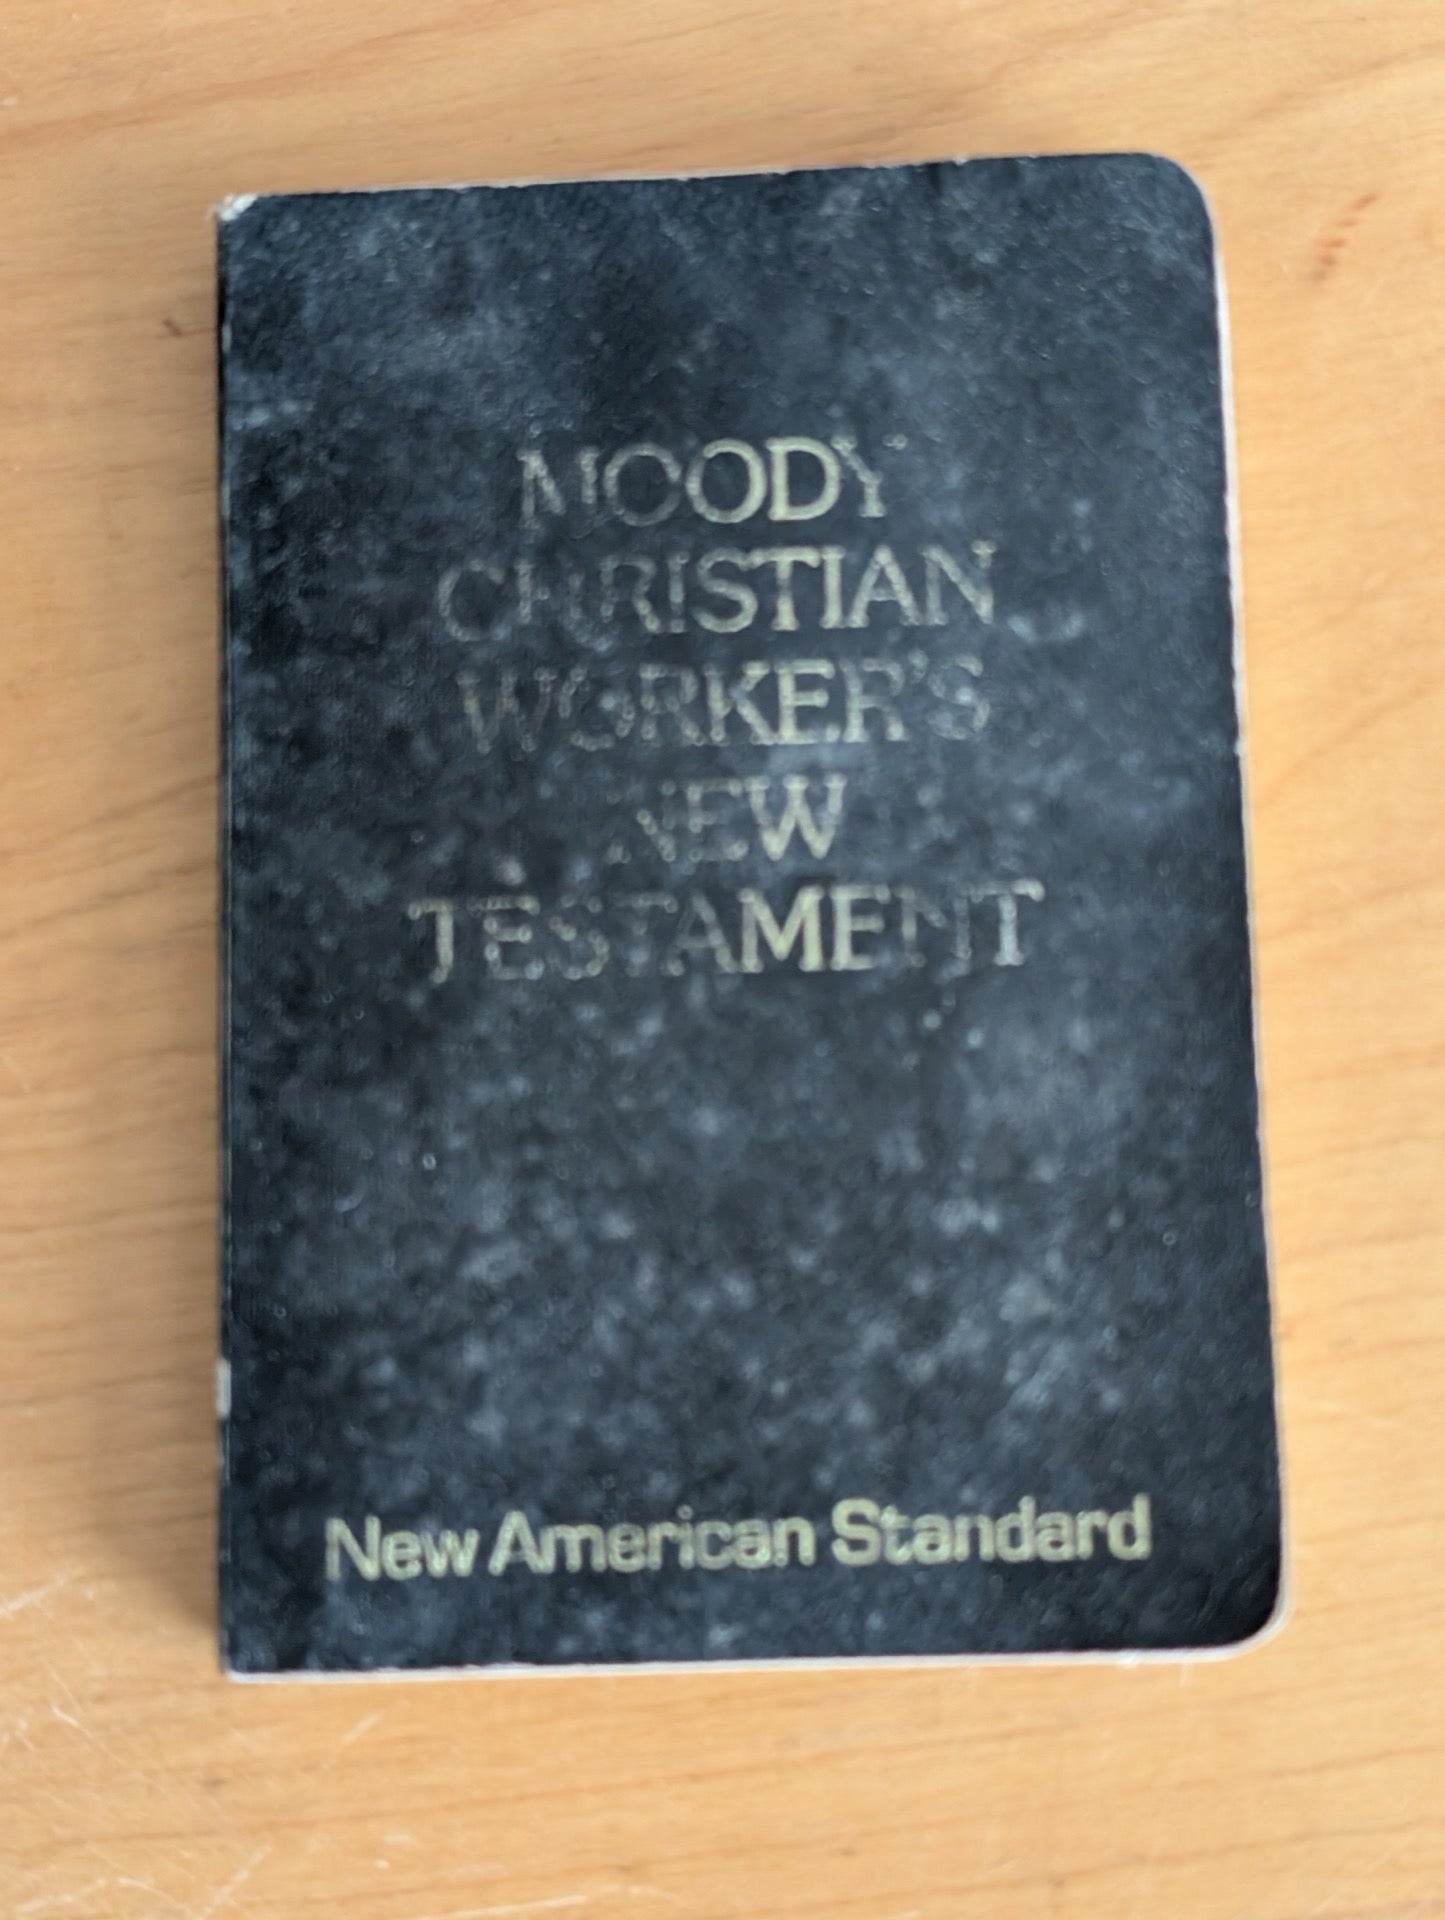 MOODY
CHRISTIAN
WORKER'S
NEW
TESTAMENT
New American Standard